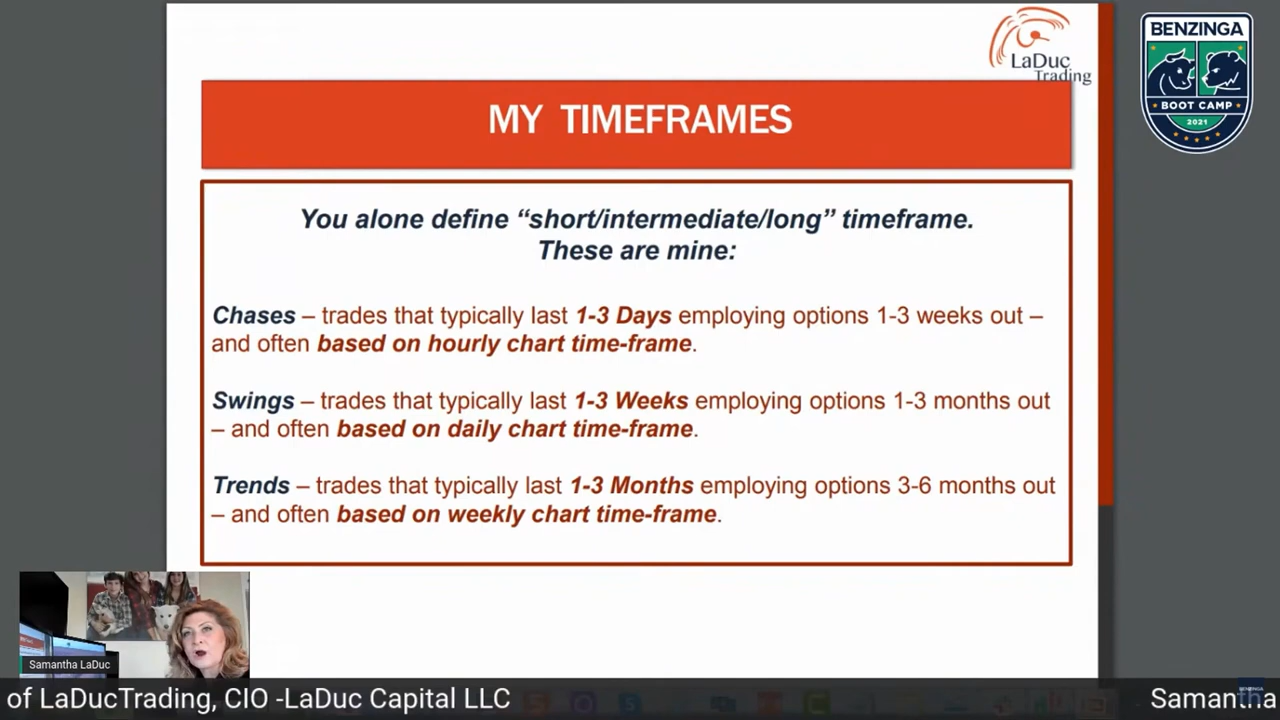 LaDuc
Trading
BENZINGA
BOOT CAMP
2021
MY TIMEFRAMES
You alone define “short/intermediate/long” timeframe.
These are mine:
Chases – trades that typically last 1-3 Days employing options 1-3 weeks out –
and often based on hourly chart time-frame.
Swings – trades that typically last 1-3 Weeks employing options 1-3 months out
– and often based on daily chart time-frame.
Trends – trades that typically last 1-3 Months employing options 3-6 months out
– and often based on weekly chart time-frame.
Samantha LaDuc
of LaDucTrading, CIO -LaDuc Capital LLC
Samantha
BENZINGA